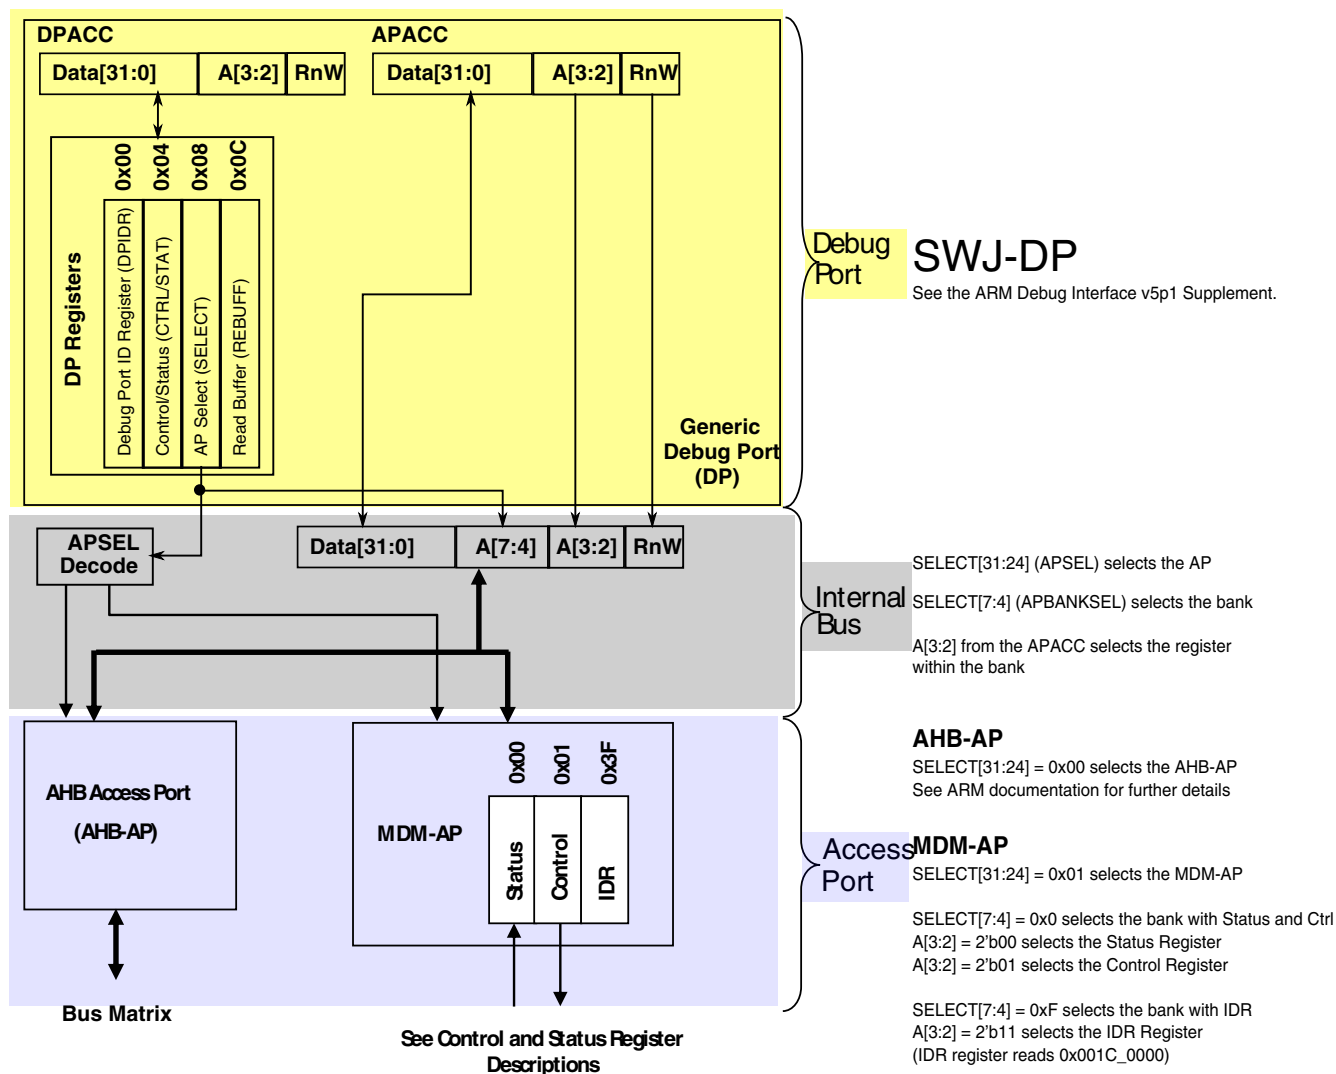 DPACC
APACC
Data[31:0] A[3:2] RnW
Data[31:0] A[3:2] RnW
0x00
0x04
0x08
0x0C
DP Registers
Debug Port ID Register (DPIDR)
Control/Status (CTRL/STAT)
AP Select (SELECT)
Read Buffer (REBUFF)
Generic
Debug Port
(DP)
Debug
Port
SWJ-DP
See the ARM Debug Interface v5p1 Supplement.
APSEL
Decode
Data[31:0] A[7:4] A[3:2] RnW
Internal
Bus
SELECT[31:24] (APSEL) selects the AP
SELECT[7:4] (APBANKSEL) selects the bank
A[3:2] from the APACC selects the register
within the bank
AHB Access Port
(AHB-AP)
Bus Matrix
MDM-AP
0x00
0x01
0x3F
Status
Control
IDR
See Control and Status Register
Descriptions
Access
Port
AHB-AP
SELECT[31:24] = 0x00 selects the AHB-AP
See ARM documentation for further details
MDM-AP
SELECT[31:24] = 0x01 selects the MDM-AP
SELECT[7:4] = 0x0 selects the bank with Status and Ctrl
A[3:2] = 2'b00 selects the Status Register
A[3:2] = 2'b01 selects the Control Register
SELECT[7:4] = 0xF selects the bank with IDR
A[3:2] = 2'b11 selects the IDR Register
(IDR register reads 0x001C_0000)